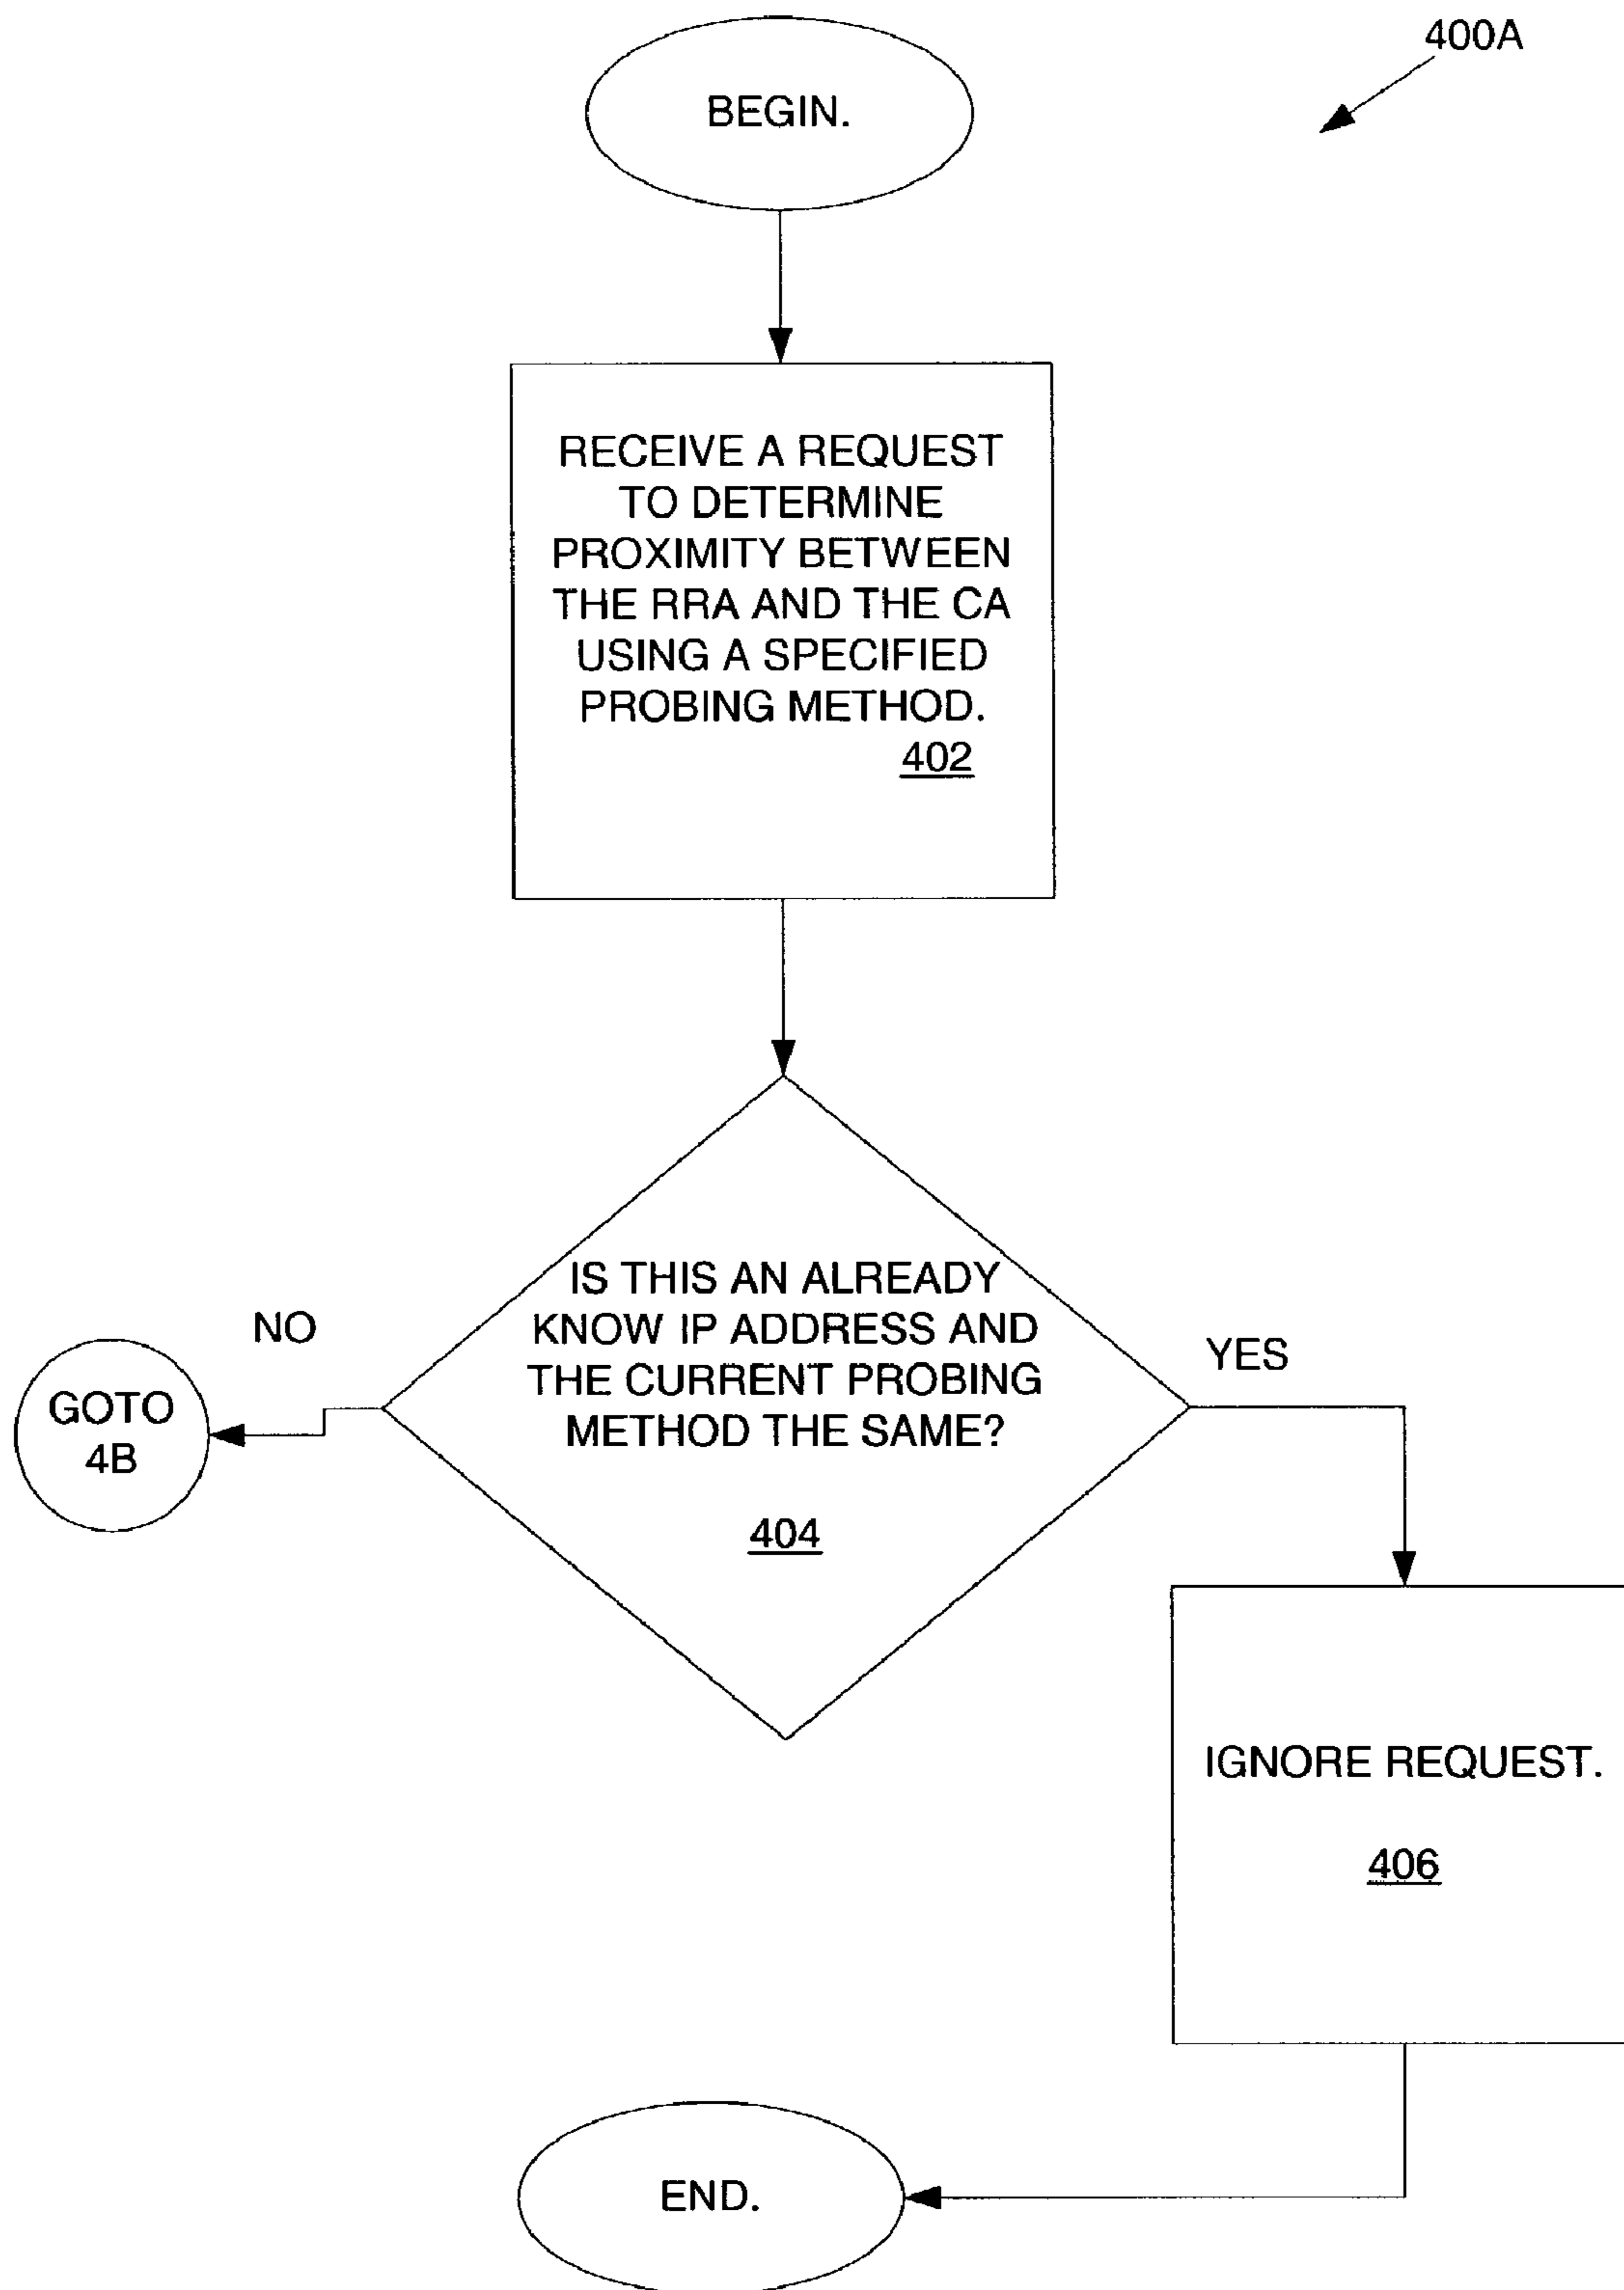 400A
BEGIN.
RECEIVE A REQUEST
TO DETERMINE
PROXIMITY BETWEEN
THE RRA AND THE CA
USING A SPECIFIED
PROBING METHOD.
402
IS THIS AN ALREADY
KNOW IP ADDRESS AND
THE CURRENT PROBING
METHOD THE SAME?
404
NO
GOTO
4B
YES
IGNORE REQUEST.
406
END.